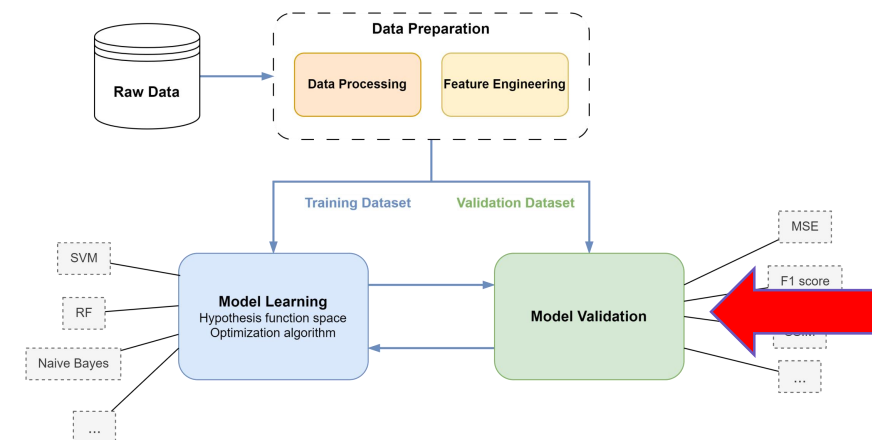 Data Preparation
Raw Data
Data Processing
Feature Engineering
Training Dataset
Validation Dataset
SVM
RF
Naive Bayes
...
Model Learning
Hypothesis function space
Optimization algorithm
Model Validation
MSE
F1 score
...